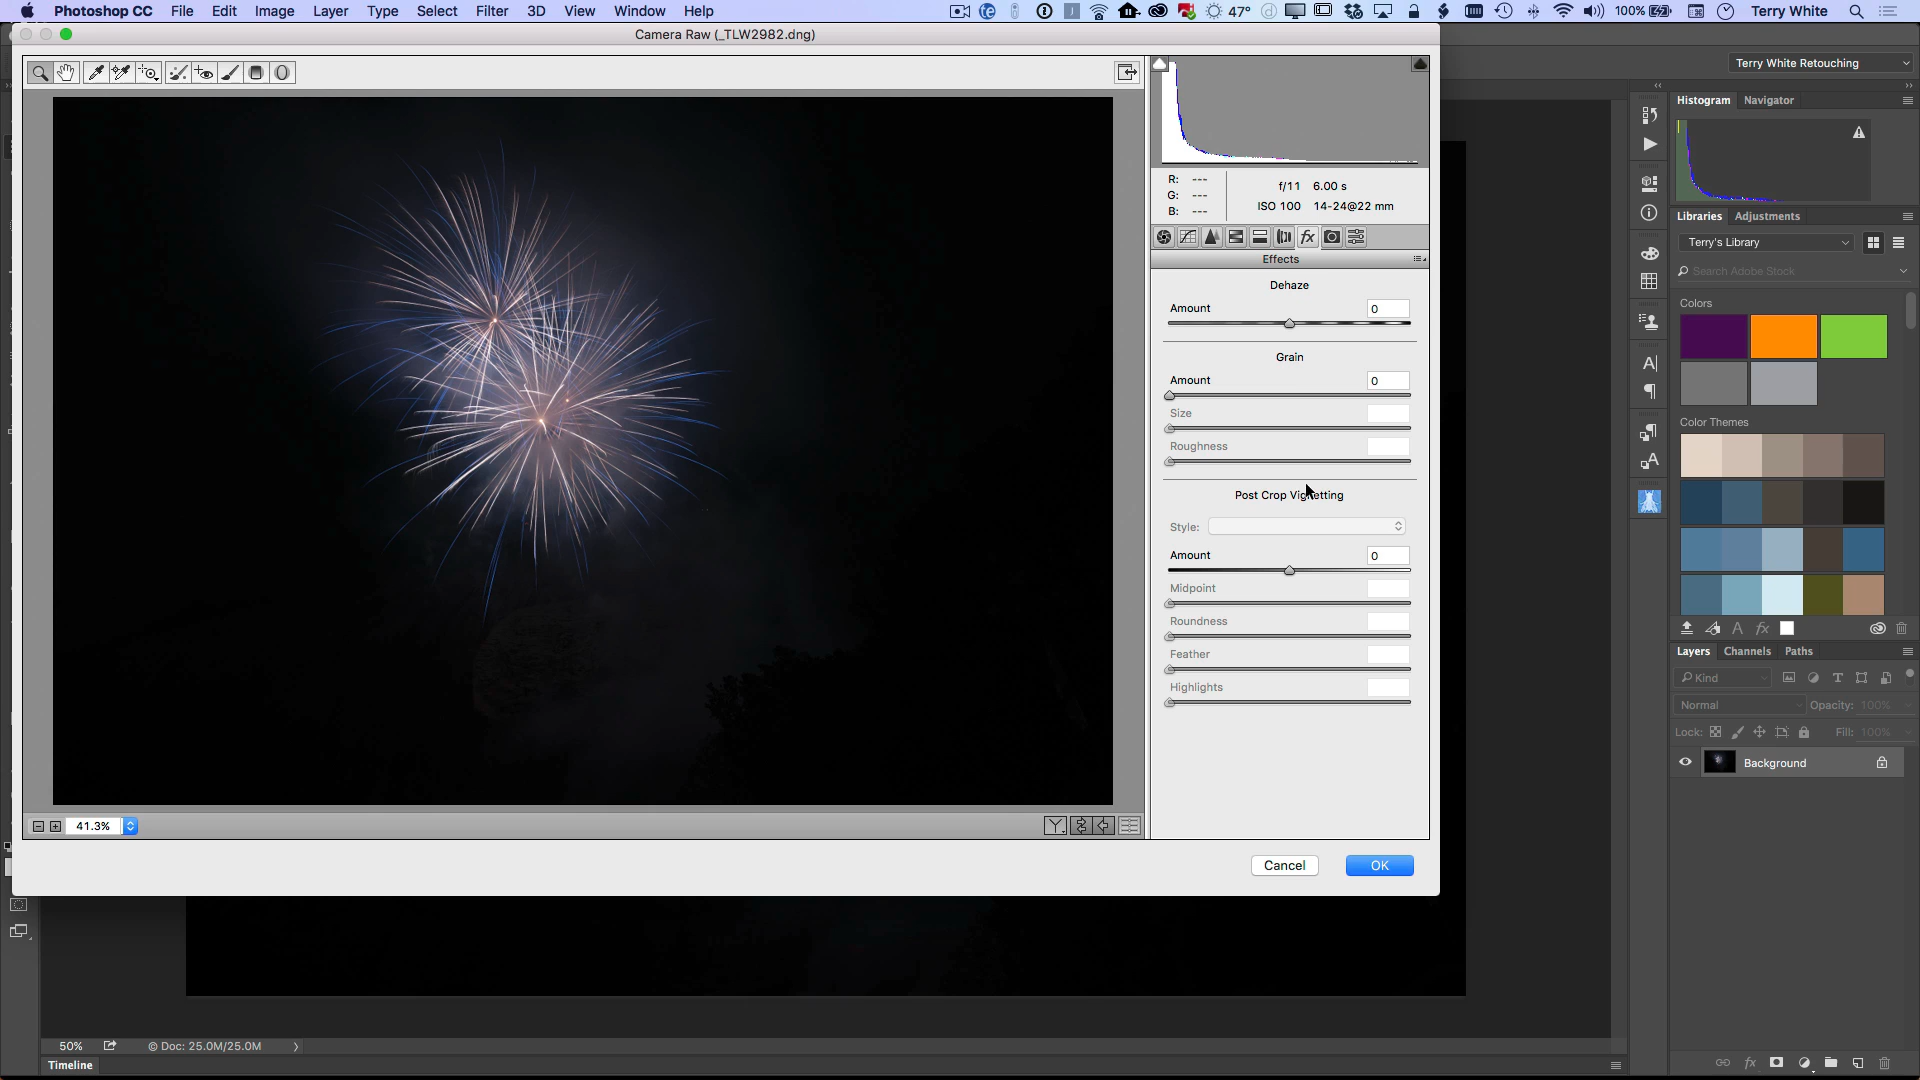 Photoshop CC File Edit Image Layer Type Select Filter 3D View Window Help 47° 100% Terry White
Camera Raw (_TLW2982.dng)
Terry White Retouching
Histogram Navigator
R: ---
G: ---
B: ---
f/11 6.00 s
ISO 100 14-24@22 mm
Libraries Adjustments
Terry's Library
Search Adobe Stock
Effects
Dehaze
Amount 0
Grain
Amount 0
Size
Roughness
Post Crop Vignetting
Style:
Amount 0
Midpoint
Roundness
Feather
Highlights
Colors
Color Themes
Layers Channels Paths
Kind
Normal Opacity: 100%
Lock: Fill: 100%
Background
41.3%
Cancel OK
50% © Doc: 25.0M/25.0M
Timeline